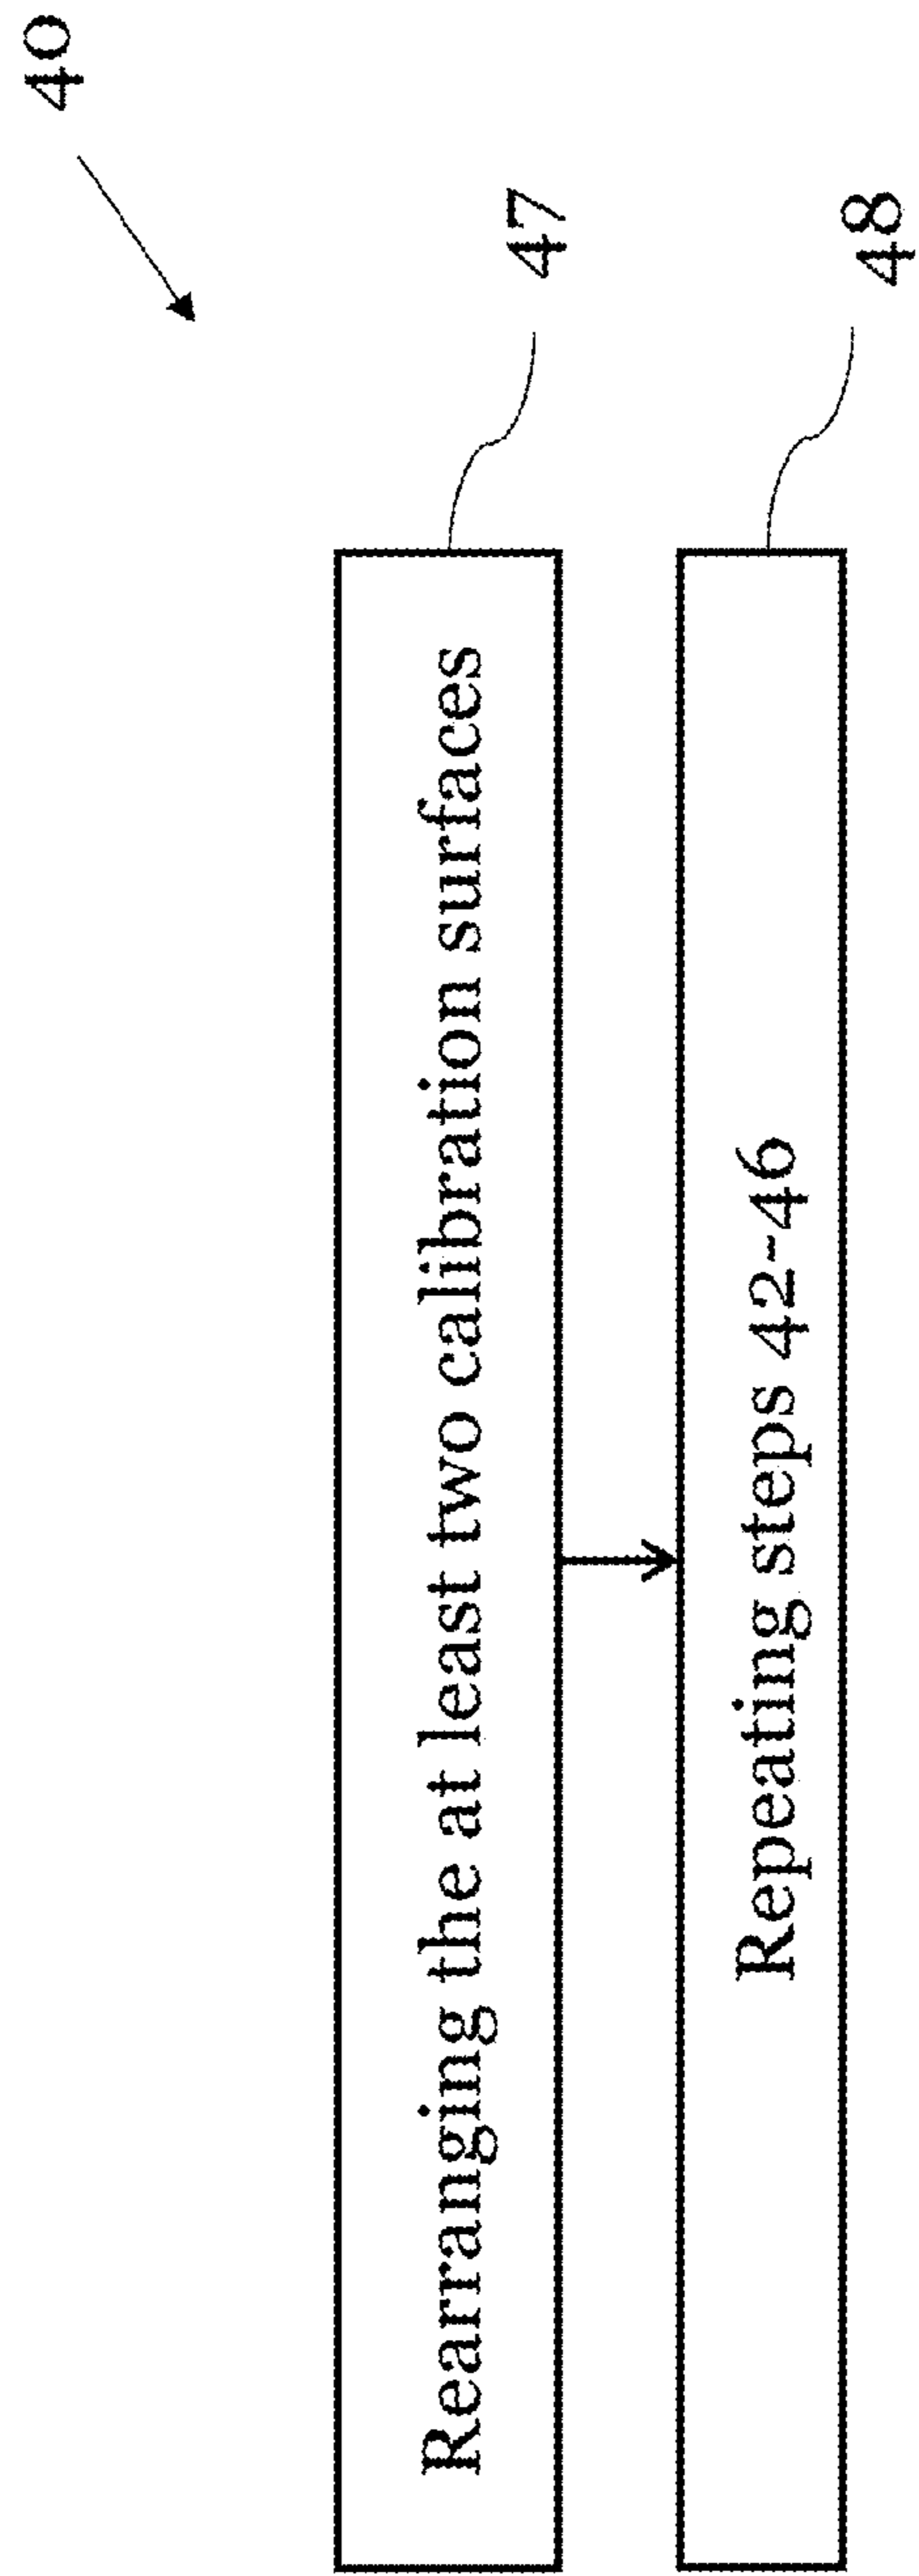 40
Rearranging the at least two calibration surfaces
47
Repeating steps 42-46
48